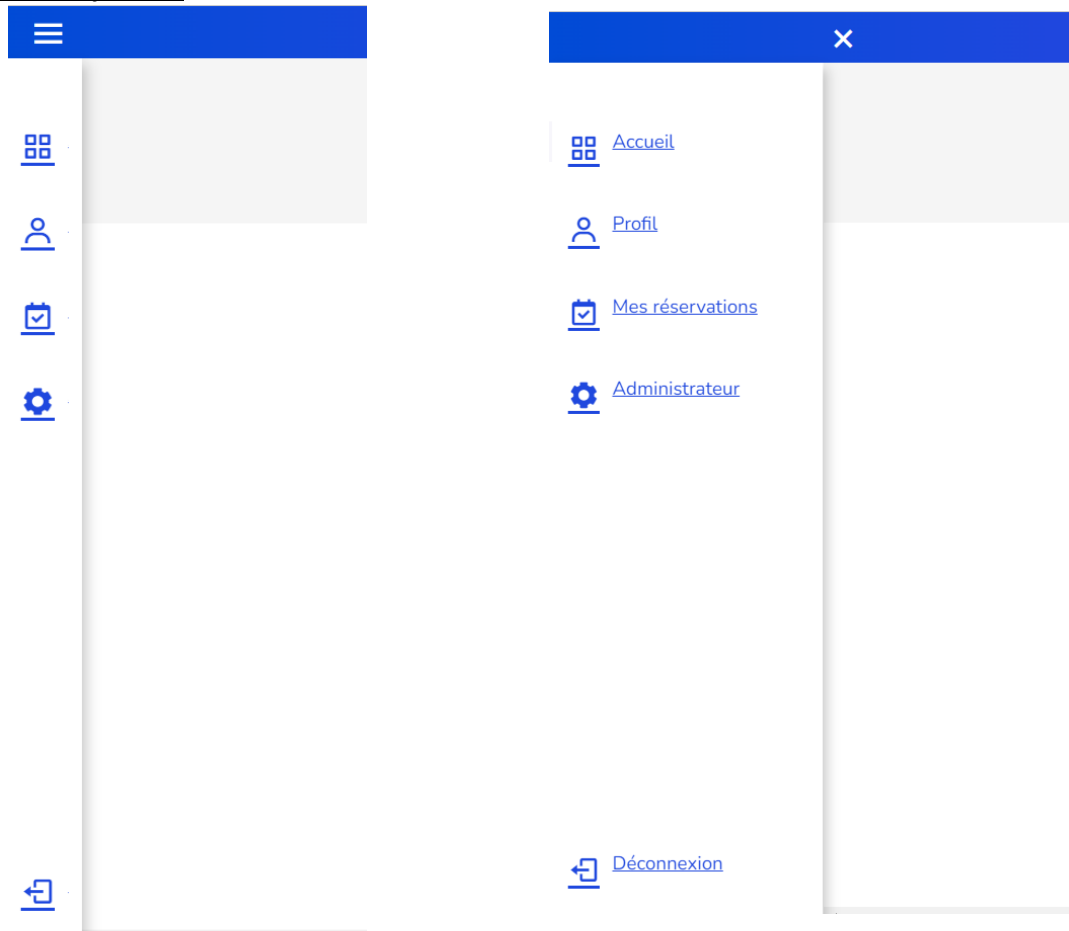 Accueil
Profil
Mes réservations
Administrateur
Déconnexion